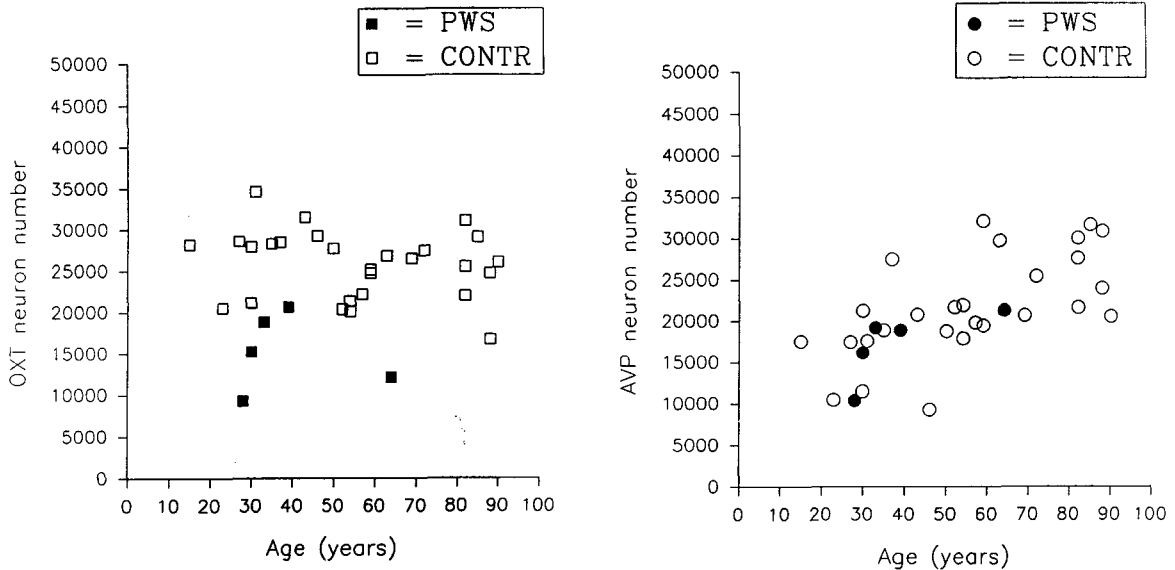 ■ = PWS
□ = CONTR
OXT neuron number
50000
45000
40000
35000
30000
25000
20000
15000
10000
5000
0
0 10 20 30 40 50 60 70 80 90 100
Age (years)
● = PWS
○ = CONTR
AVP neuron number
50000
45000
40000
35000
30000
25000
20000
15000
10000
5000
0
0 10 20 30 40 50 60 70 80 90 100
Age (years)